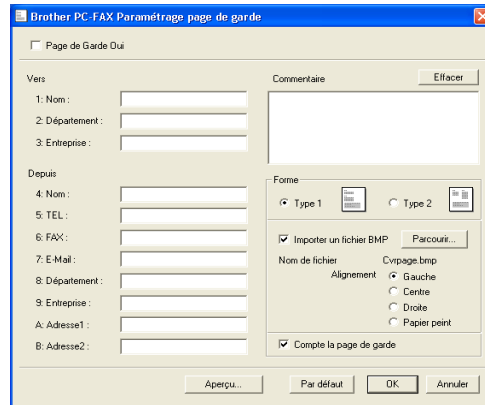 Brother PC-FAX Paramétrage page de garde
Page de Garde Oui
Vers
1: Nom :
2: Département :
3: Entreprise :
Depuis
4: Nom :
5: TEL :
6: FAX :
7: E-Mail :
8: Département :
9: Entreprise :
A: Adresse1 :
B: Adresse2 :
Commentaire
Effacer
Forme
Type 1
Type 2
Importer un fichier BMP
Parcourir...
Nom de fichier
Cvrpage.bmp
Alignement
Gauche
Centre
Droite
Papier peint
Compte la page de garde
Aperçu...
Par défaut
OK
Annuler